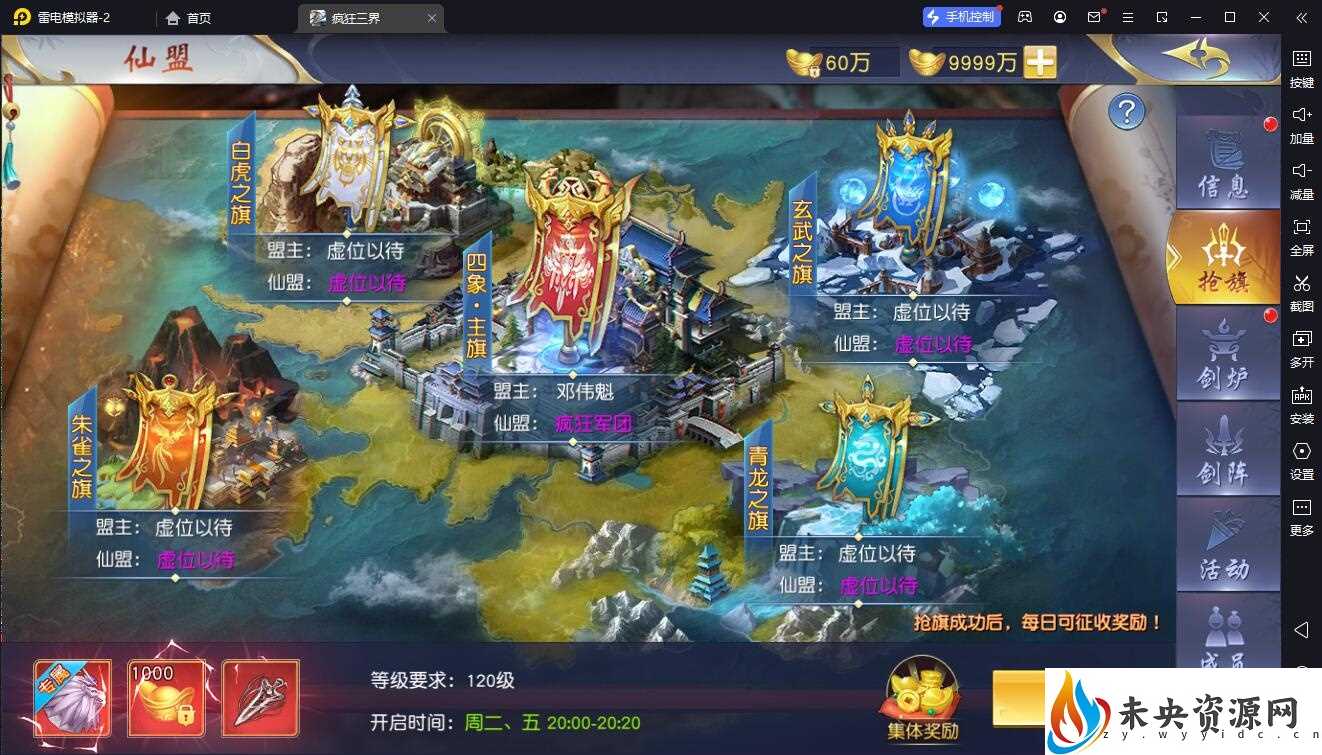 雷电模拟器-2
首页
疯狂三界
手机控制
仙盟
60万
9999万
?
按键
加量
减量
全屏
截图
多开
APK
安装
设置
更多
信息
抢旗
剑炉
剑阵
活动
成员
白虎之旗
盟主： 虚位以待
仙盟： 虚位以待
四象·主旗
盟主： 邓伟魁
仙盟： 疯狂军团
玄武之旗
盟主： 虚位以待
仙盟： 虚位以待
朱雀之旗
盟主： 虚位以待
仙盟： 虚位以待
青龙之旗
盟主： 虚位以待
仙盟： 虚位以待
抢旗成功后，每日可征收奖励！
专属
1000
等级要求：120级
开启时间：周二、五 20:00-20:20
集体奖励
未央资源网
zy.wyyidc.cn